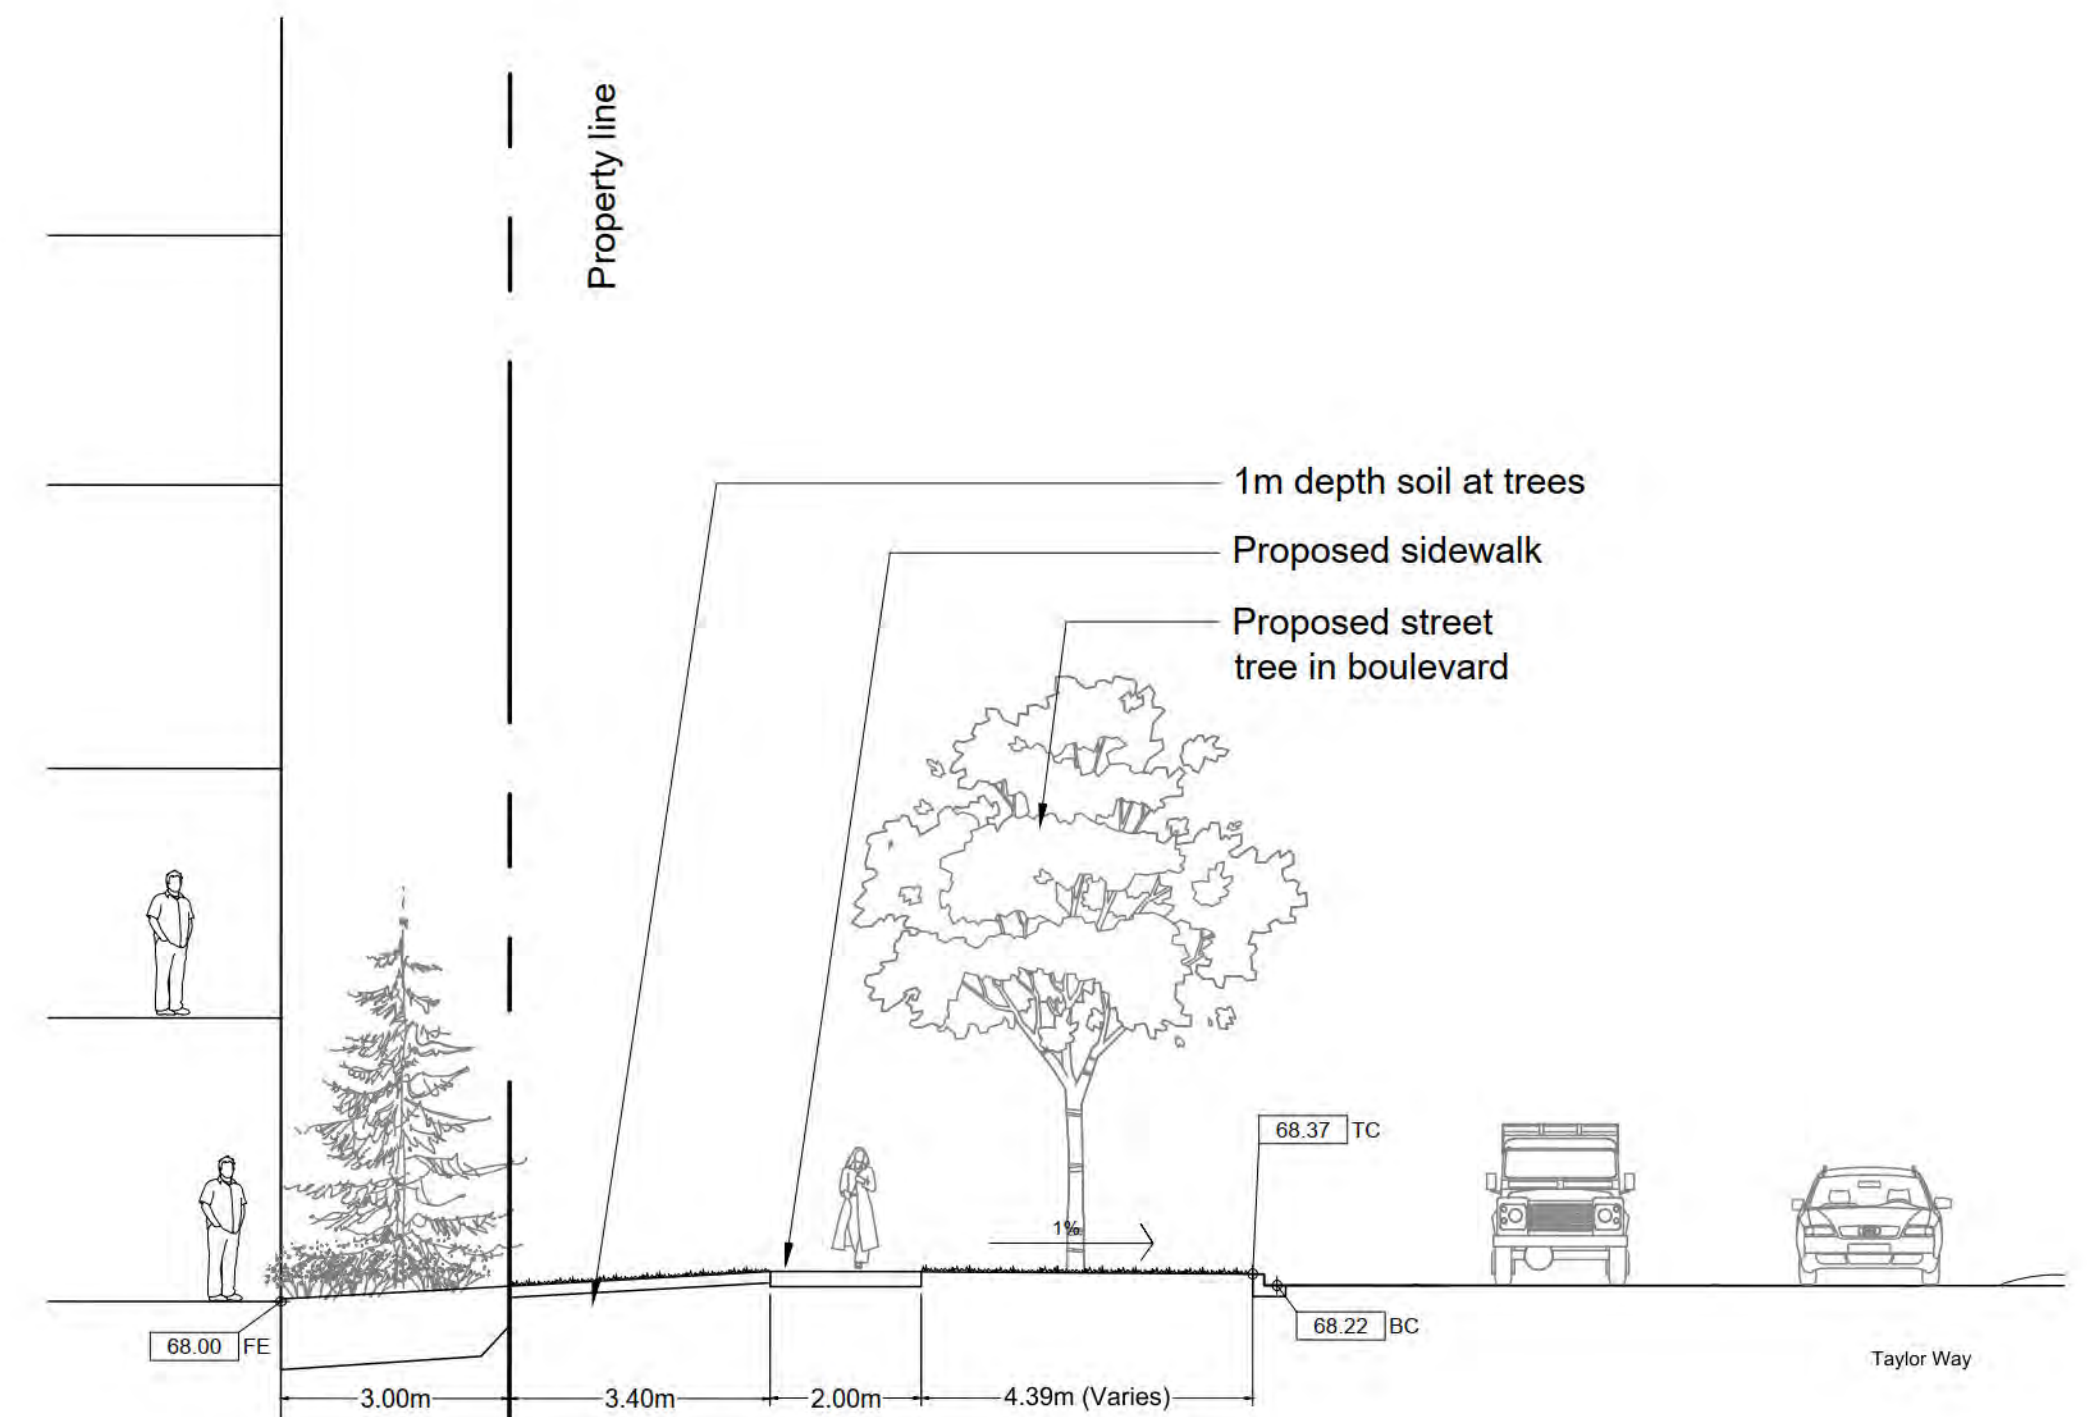 Property line
1m depth soil at trees
Proposed sidewalk
Proposed street
tree in boulevard
68.37 TC
1%
68.22 BC
68.00 FE
Taylor Way
3.00m
3.40m
2.00m
4.39m (Varies)